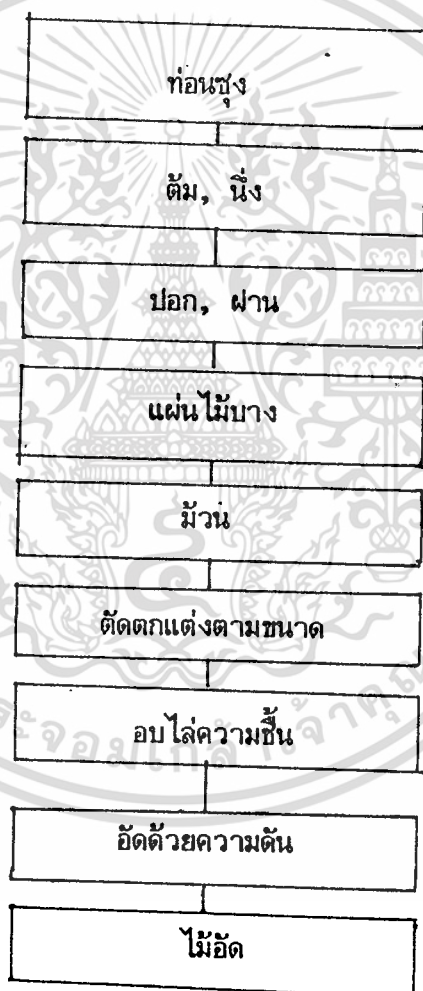 ท่อนซุง
ต้ม, นึ่ง
ปอก, ฝาน
แผ่นไม้บาง
ม้วน
ตัดตกแต่งตามขนาด
อบไล่ความชื้น
อัดด้วยความดัน
ไม้อัด